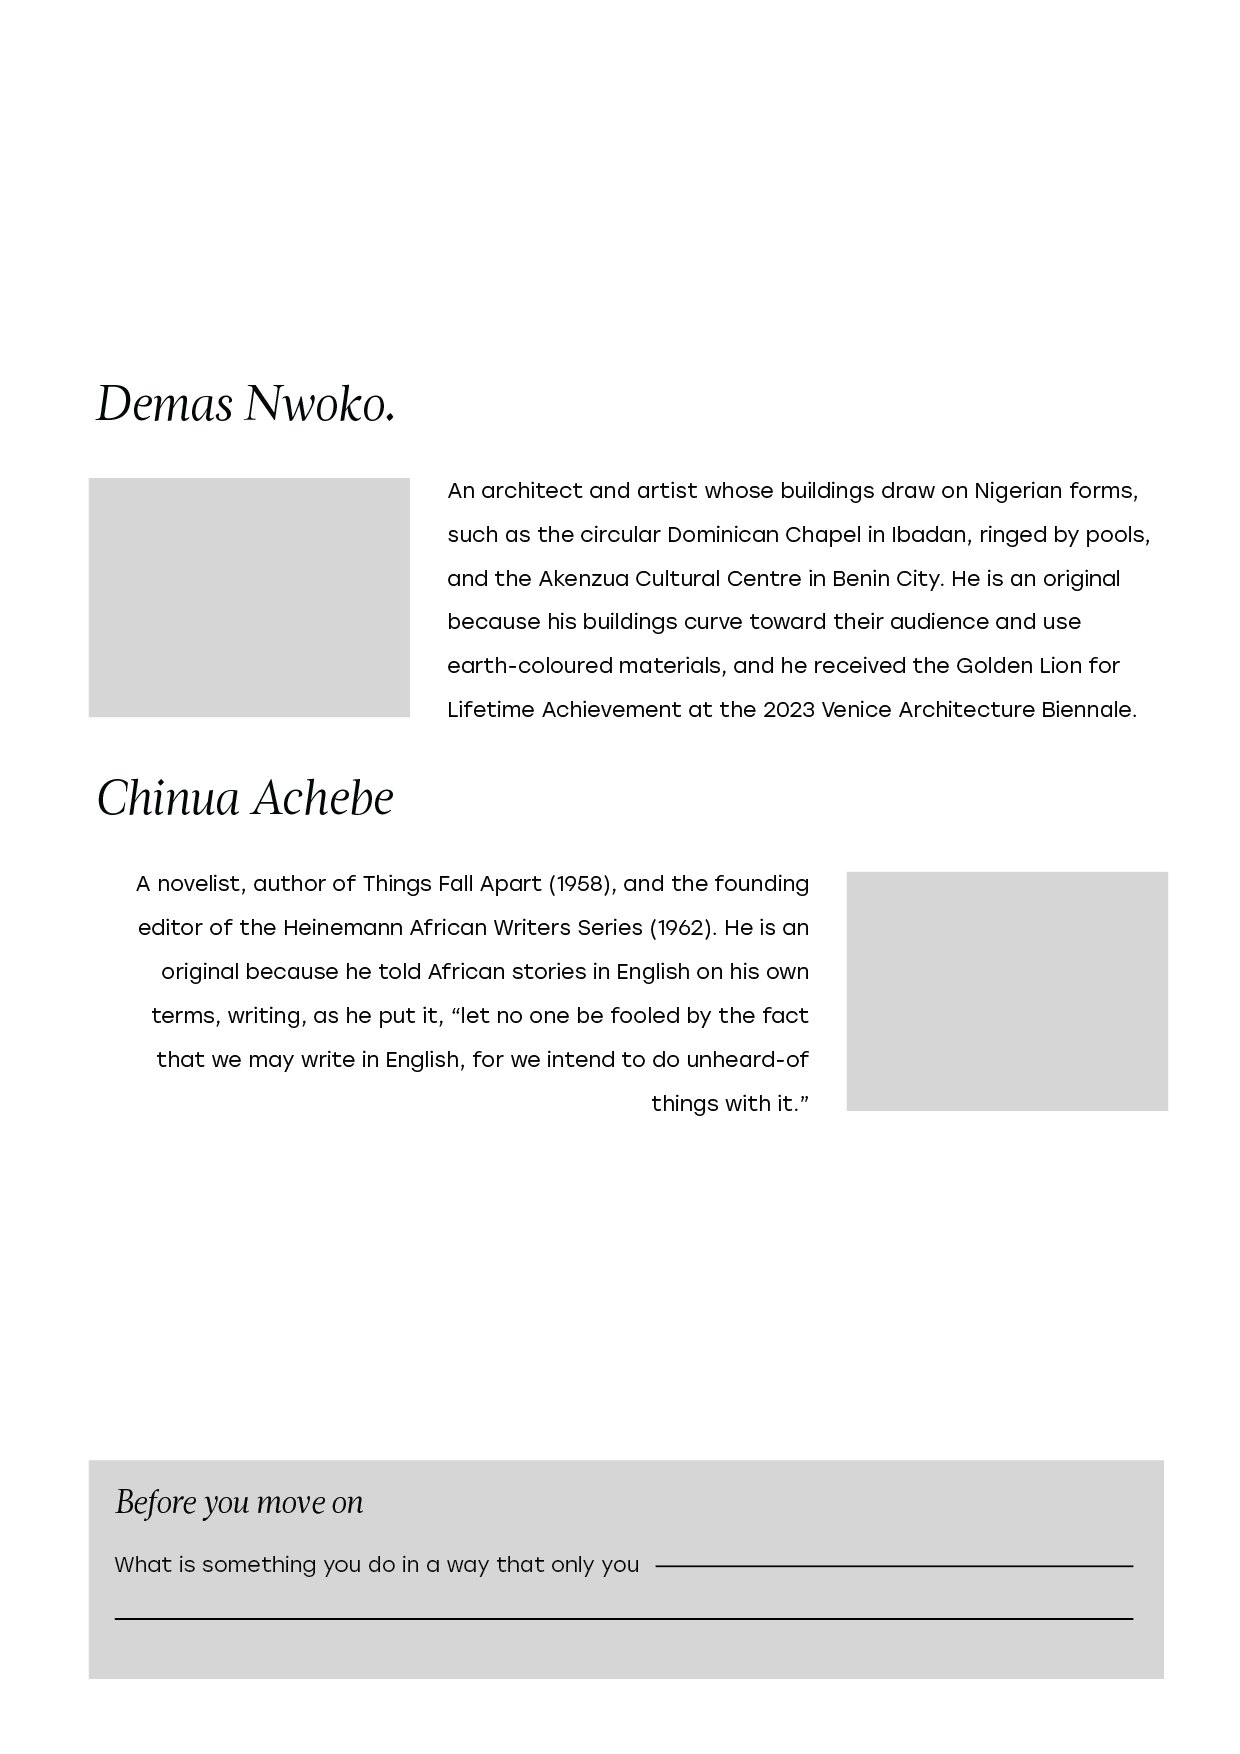 Demas Nwoko.
An architect and artist whose buildings draw on Nigerian forms,
such as the circular Dominican Chapel in Ibadan, ringed by pools,
and the Akenzua Cultural Centre in Benin City. He is an original
because his buildings curve toward their audience and use
earth-coloured materials, and he received the Golden Lion for
Lifetime Achievement at the 2023 Venice Architecture Biennale.
Chinua Achebe
A novelist, author of Things Fall Apart (1958), and the founding
editor of the Heinemann African Writers Series (1962). He is an
original because he told African stories in English on his own
terms, writing, as he put it, “let no one be fooled by the fact
that we may write in English, for we intend to do unheard-of
things with it.”
Before you move on
What is something you do in a way that only you